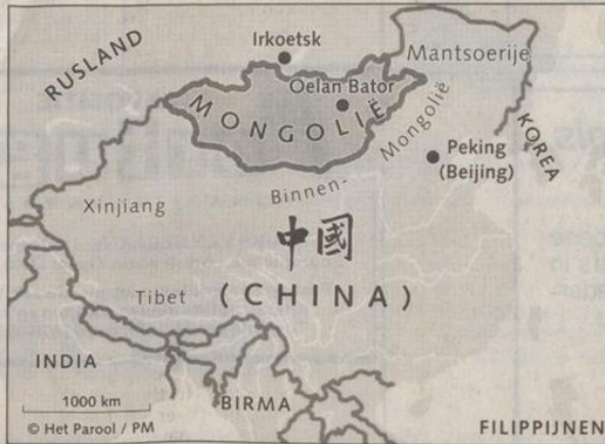 Irkoetsk
RUSLAND
Mantsoerije
Oelan Bator
MONGOLIË
KOREA
Peking
(Beijing)
Binnen-Mongolië
Xinjiang
中國
Tibet
(CHINA)
INDIA
1000 km
BIRMA
© Het Parool / PM
FILIPPIJNEN